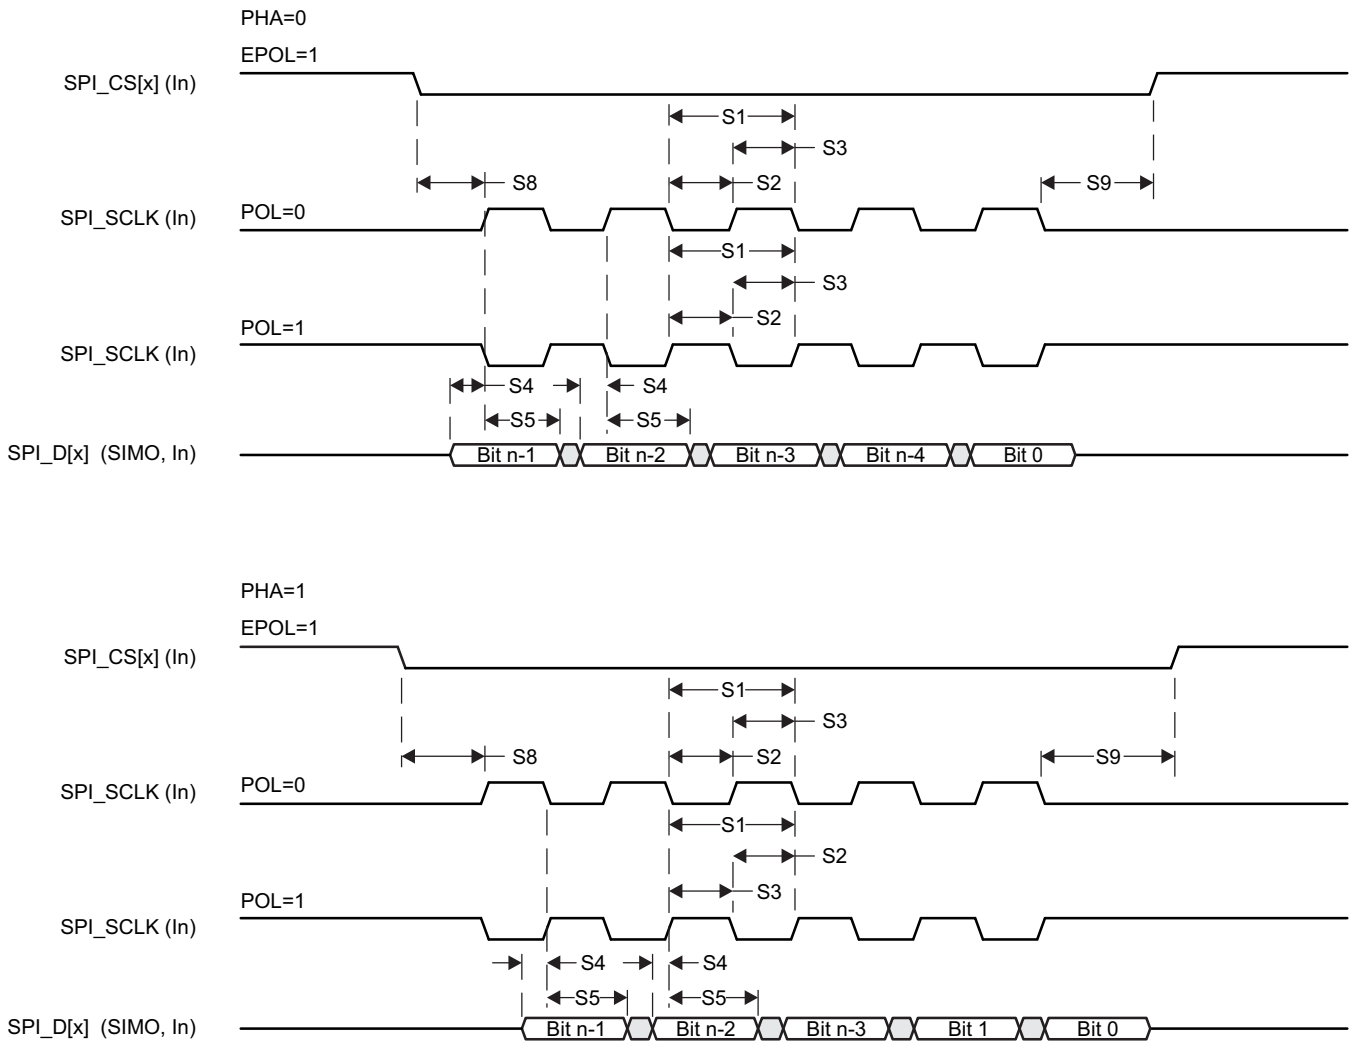 PHA=0
EPOL=1
SPI_CS[x] (In)
S1
S3
S8
S2
S9
SPI_SCLK (In)
POL=0
S1
S3
S2
POL=1
SPI_SCLK (In)
S4
S4
S5
S5
SPI_D[x] (SIMO, In)
Bit n-1
Bit n-2
Bit n-3
Bit n-4
Bit 0
PHA=1
EPOL=1
SPI_CS[x] (In)
S1
S3
S8
S2
S9
SPI_SCLK (In)
POL=0
S1
S2
S3
POL=1
SPI_SCLK (In)
S4
S4
S5
S5
SPI_D[x] (SIMO, In)
Bit n-1
Bit n-2
Bit n-3
Bit 1
Bit 0